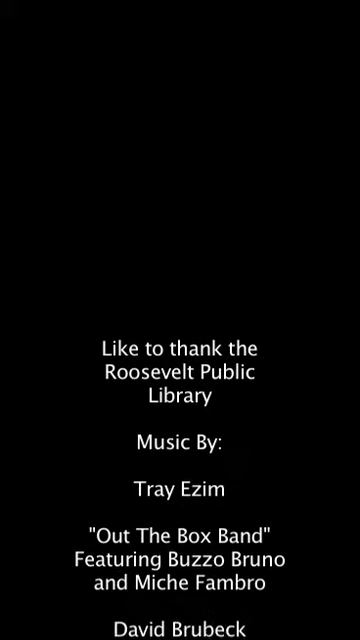 Like to thank the
Roosevelt Public
Library
Music By:
Tray Ezim
"Out The Box Band"
Featuring Buzzo Bruno
and Miche Fambro
David Brubeck